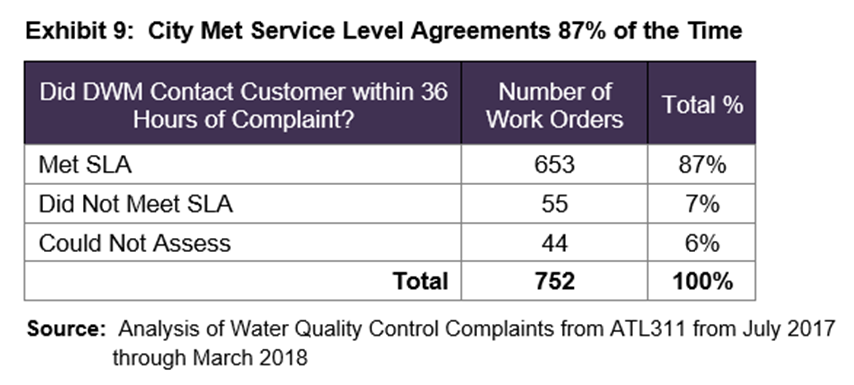 Exhibit 9: City Met Service Level Agreements 87% of the Time
Did DWM Contact Customer within 36 Hours of Complaint? Number of Work Orders Total %
Met SLA 653 87%
Did Not Meet SLA 55 7%
Could Not Assess 44 6%
Total 752 100%
Source: Analysis of Water Quality Control Complaints from ATL311 from July 2017
through March 2018